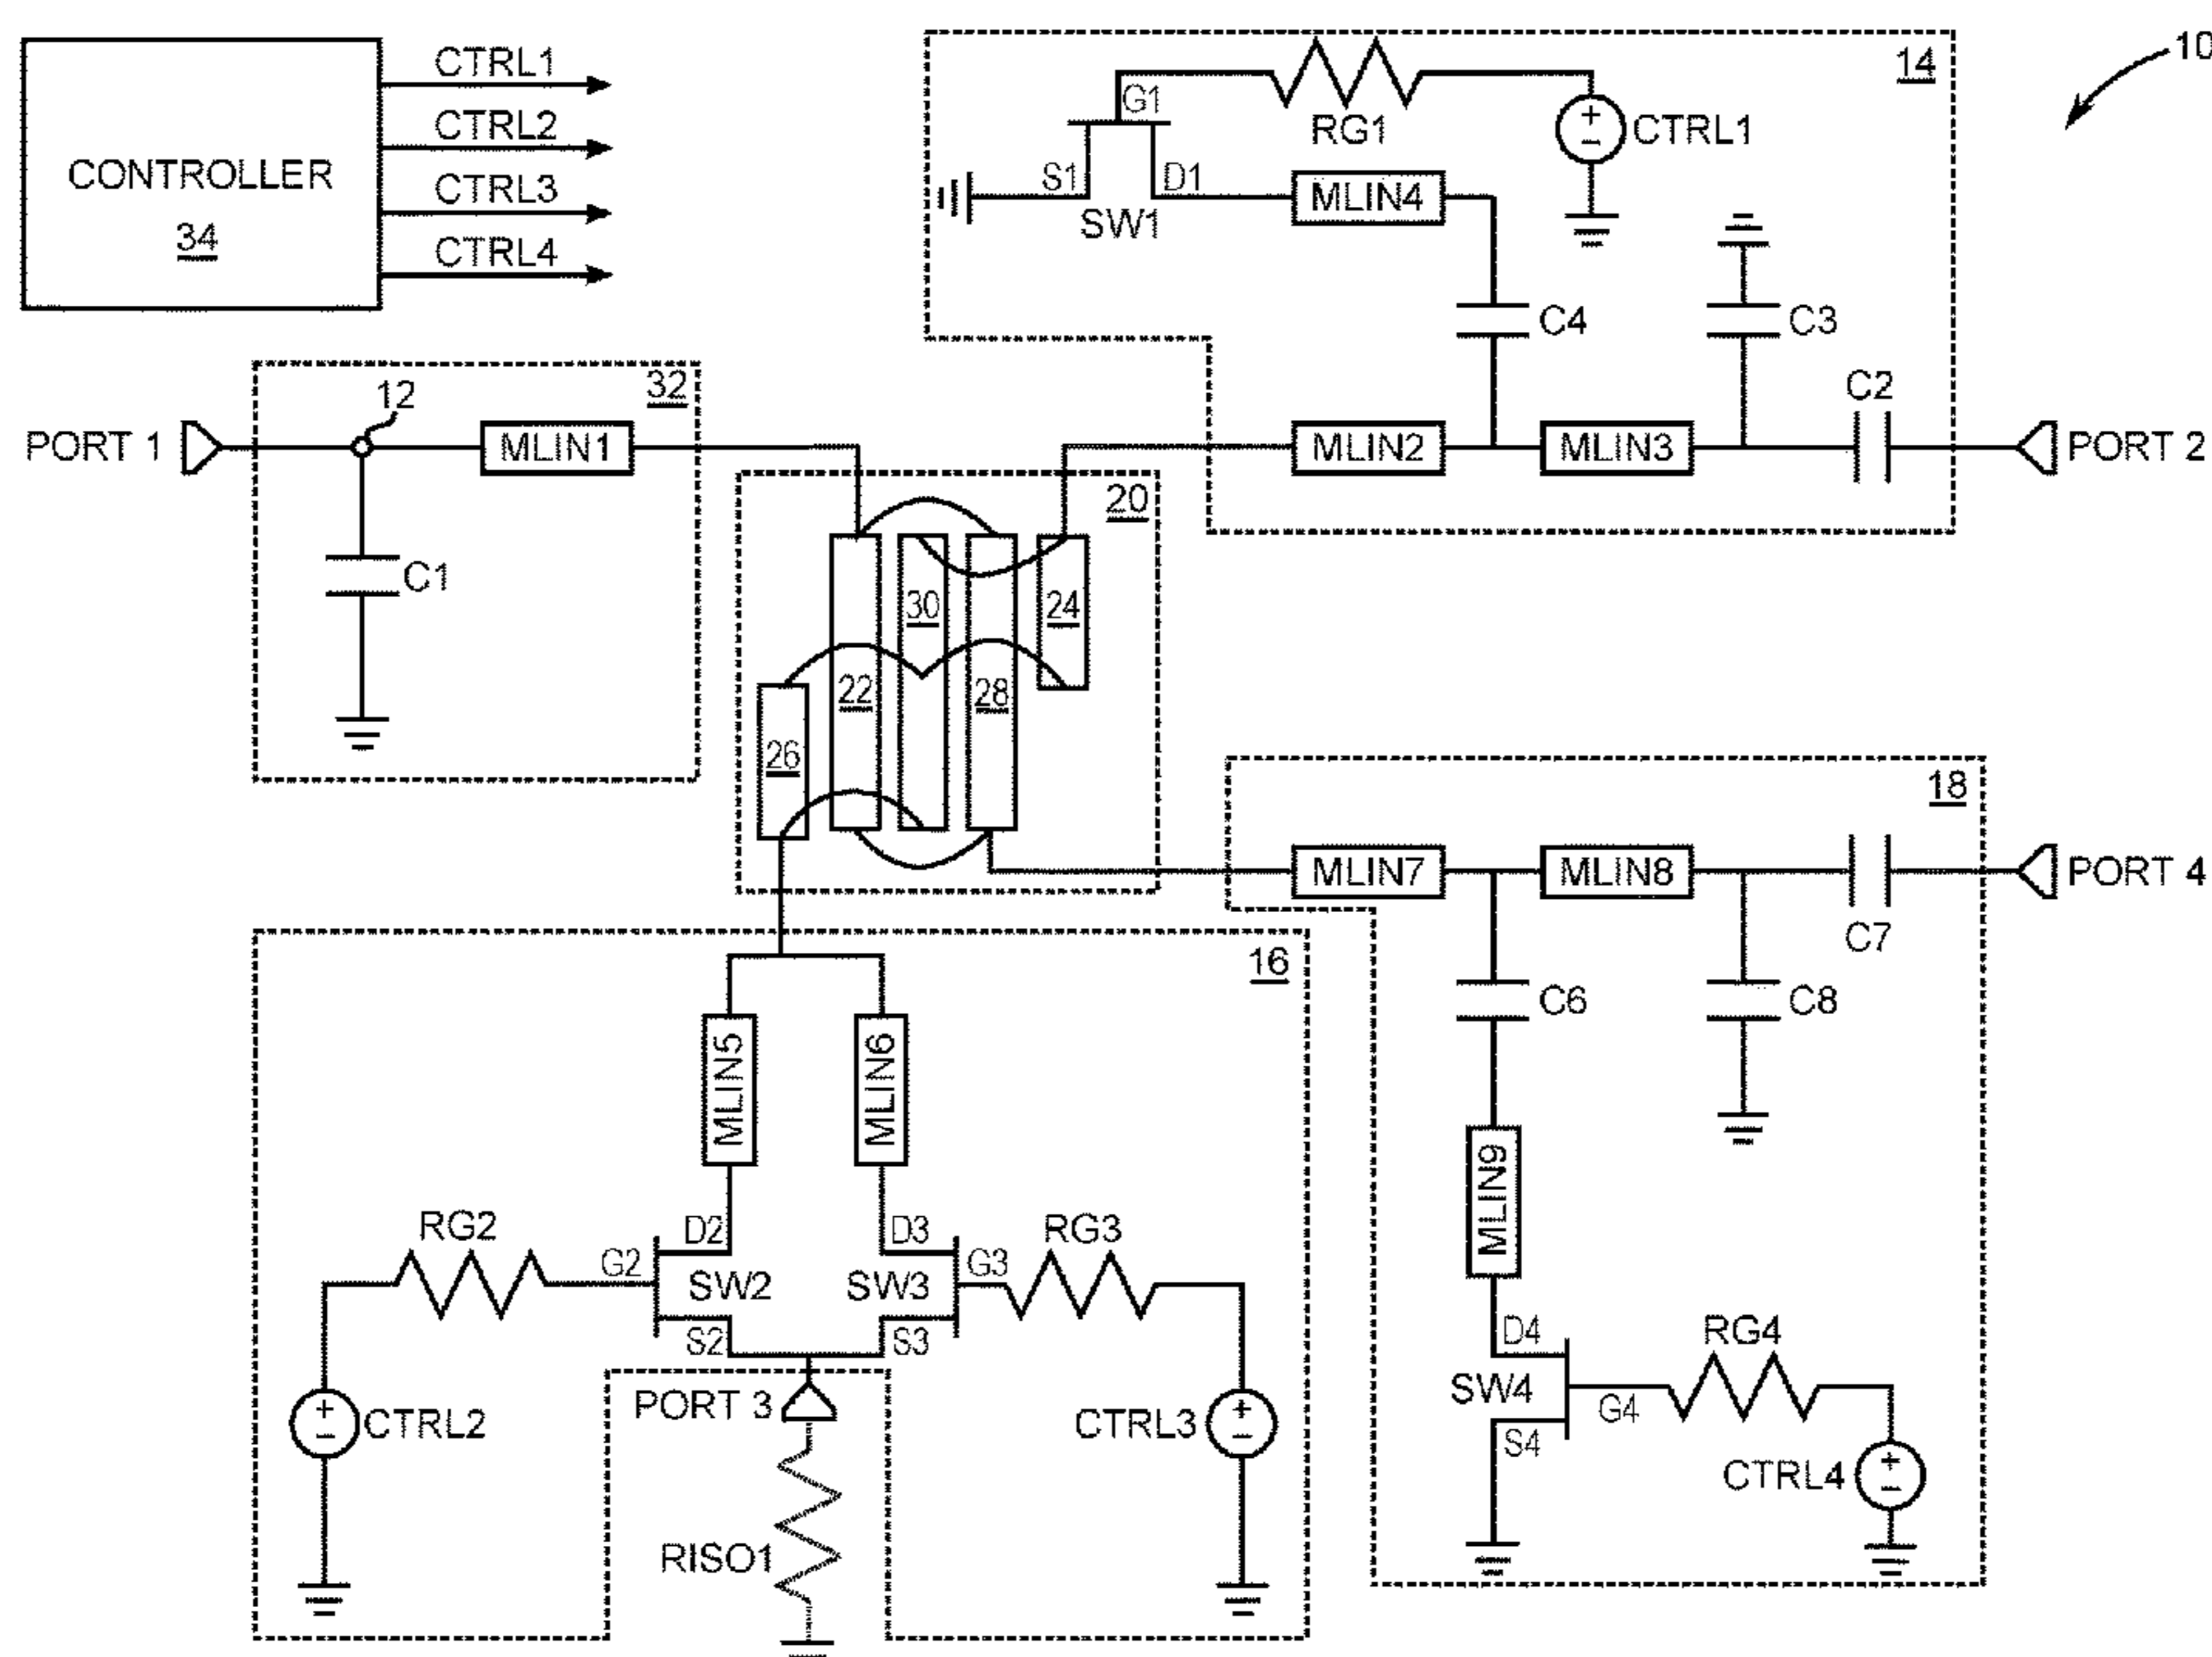 CONTROLLER
34
CTRL1
CTRL2
CTRL3
CTRL4
14
10
G1
RG1
+
−
CTRL1
S1
D1
SW1
MLIN4
C4
C3
C2
12
32
PORT 1
MLIN1
C1
MLIN2
MLIN3
PORT 2
20
30
24
22
28
26
18
MLIN7
MLIN8
PORT 4
C7
C6
C8
16
MLIN5
MLIN6
MLIN9
RG2
D2
D3
RG3
G2
SW2
SW3
G3
S2
S3
PORT 3
+
−
CTRL2
CTRL3
+
−
RISO1
D4
RG4
SW4
G4
S4
CTRL4
+
−